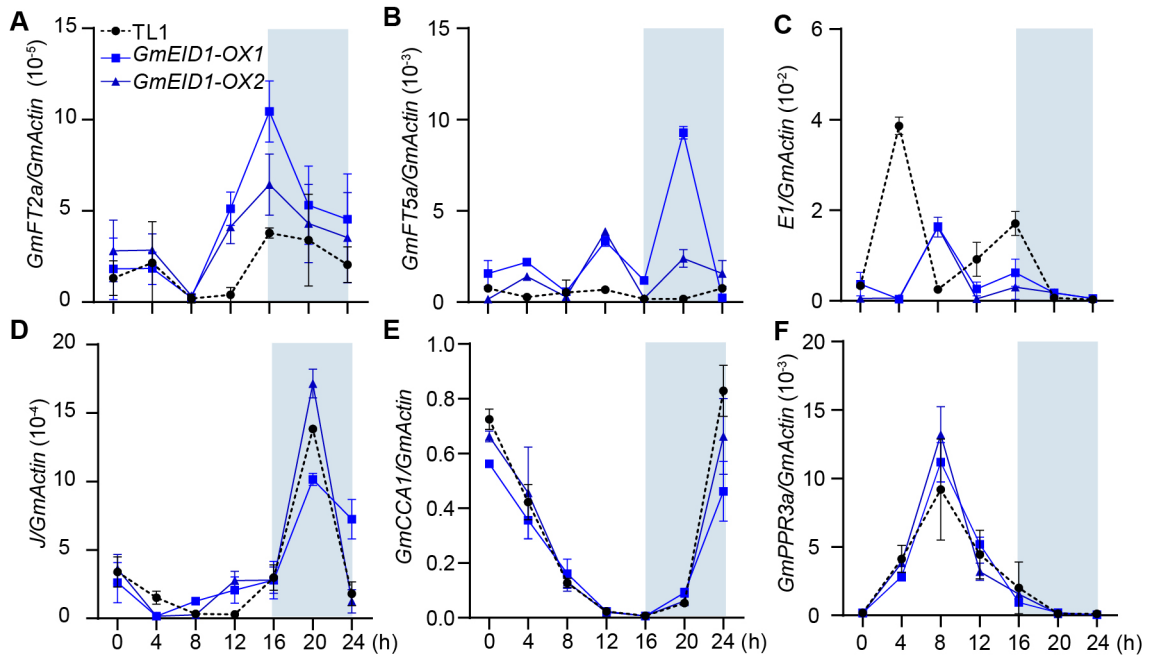 A
GmFT2a/GmActin (10-5)
15
10
5
0
TL1
GmEID1-OX1
GmEID1-OX2
B
GmFT5a/GmActin (10-3)
15
10
5
0
C
E1/GmActin (10-2)
6
4
2
0
D
J/GmActin (10-4)
20
15
10
5
0
0 4 8 12 16 20 24 (h)
E
GmCCA1/GmActin
1.0
0.8
0.6
0.4
0.2
0.0
0 4 8 12 16 20 24 (h)
F
GmPPR3a/GmActin (10-3)
20
15
10
5
0
0 4 8 12 16 20 24 (h)